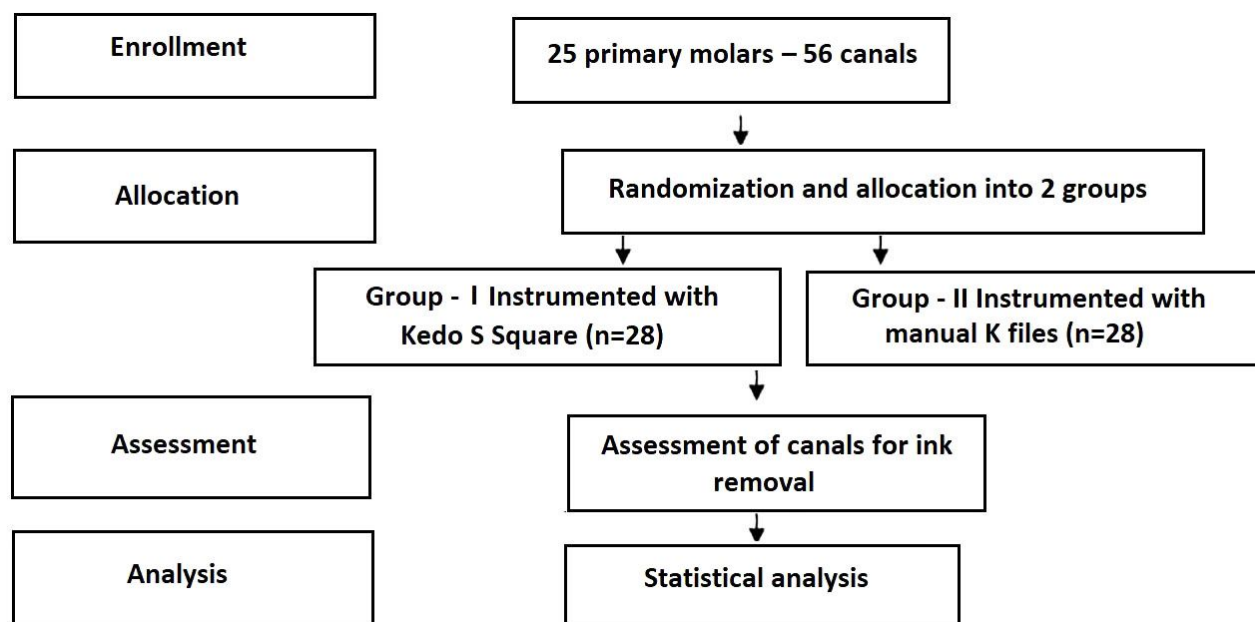 Enrollment
25 primary molars – 56 canals
Allocation
Randomization and allocation into 2 groups
Group - I Instrumented with
Kedo S Square (n=28)
Group - II Instrumented with
manual K files (n=28)
Assessment
Assessment of canals for ink
removal
Analysis
Statistical analysis